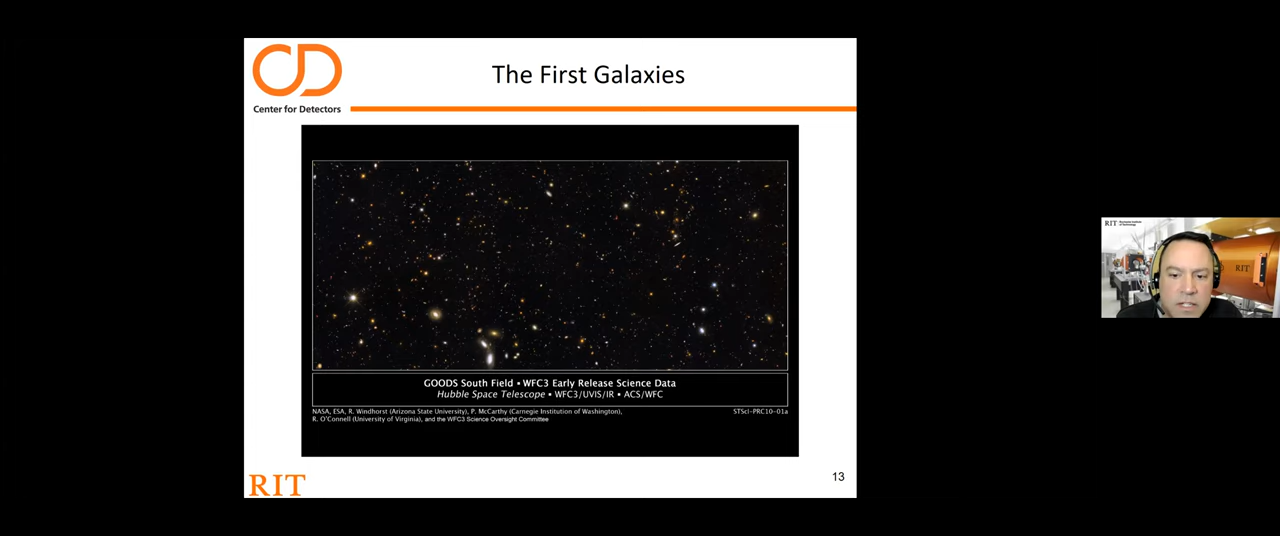 The First Galaxies
Center for Detectors
GOODS South Field ▪ WFC3 Early Release Science Data
Hubble Space Telescope ▪ WFC3/UVIS/IR ▪ ACS/WFC
NASA, ESA, R. Windhorst (Arizona State University), P. McCarthy (Carnegie Institution of Washington),
R. O'Connell (University of Virginia), and the WFC3 Science Oversight Committee
STScI-PRC10-01a
RIT
13
RIT
RIT